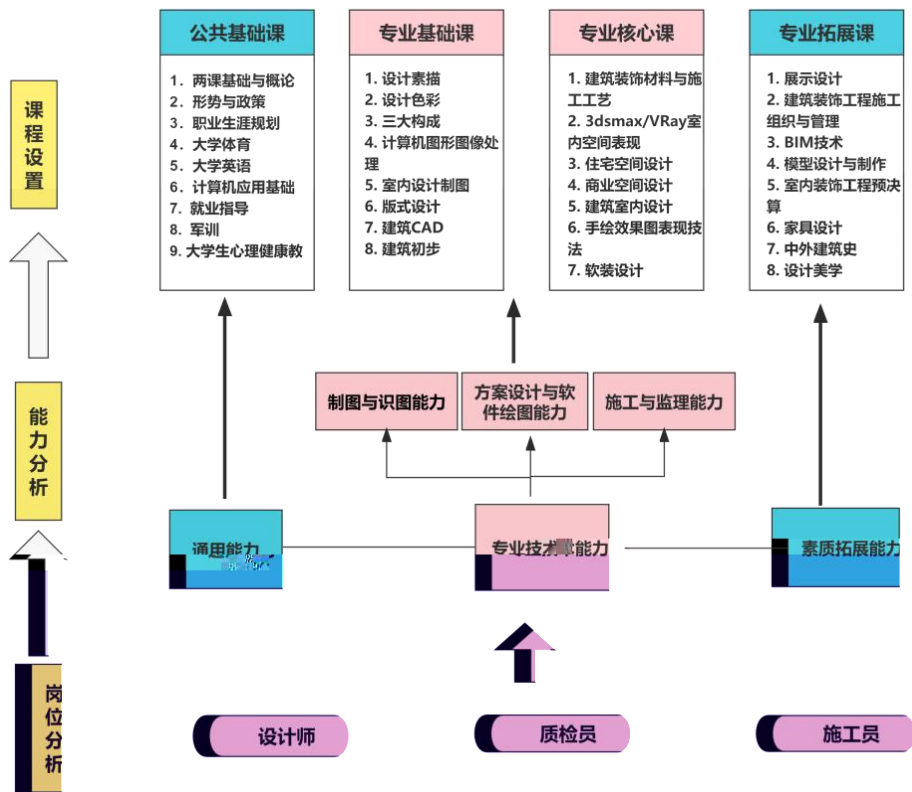 公共基础课
1. 两课基础与概论
2. 形势与政策
3. 职业生涯规划
4. 大学体育
5. 大学英语
6. 计算机应用基础
7. 就业指导
8. 军训
9. 大学生心理健康教
专业基础课
1. 设计素描
2. 设计色彩
3. 三大构成
4. 计算机图形图像处
理
5. 室内设计制图
6. 版式设计
7. 建筑CAD
8. 建筑初步
专业核心课
1. 建筑装饰材料与施
工工艺
2. 3dsmax/VRay室
内空间表现
3. 住宅空间设计
4. 商业空间设计
5. 建筑室内设计
6. 手绘效果图表现技
法
7. 软装设计
专业拓展课
1. 展示设计
2. 建筑装饰工程施工
组织与管理
3. BIM技术
4. 模型设计与制作
5. 室内装饰工程预决
算
6. 家具设计
7. 中外建筑史
8. 设计美学
课程设置
制图与识图能力
方案设计与软
件绘图能力
施工与监理能力
能力分析
通用能力
专业技术能力
素质拓展能力
岗位分析
设计师
质检员
施工员